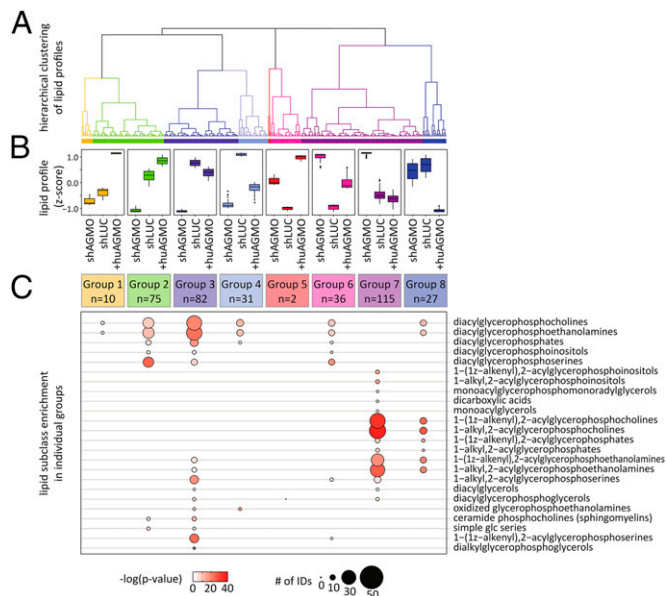 A
hierarchical clustering
of lipid profiles
B
lipid profile
(z-score)
1.0
-1.0
shAGMO
shLUC
+huAGMO
shAGMO
shLUC
+huAGMO
shAGMO
shLUC
+huAGMO
shAGMO
shLUC
+huAGMO
shAGMO
shLUC
+huAGMO
shAGMO
shLUC
+huAGMO
shAGMO
shLUC
+huAGMO
shAGMO
shLUC
+huAGMO
C
Group 1 Group 2 Group 3 Group 4 Group 5 Group 6 Group 7 Group 8
n=10 n=75 n=82 n=31 n=2 n=36 n=115 n=27
lipid subclass enrichment
in individual groups
diacylglycerophosphocholines
diacylglycerophosphoethanolamines
diacylglycerophosphates
diacylglycerophosphoinositols
diacylglycerophosphoserines
1-(1z-alkenyl),2-acylglycerophosphoinositols
1-alkyl,2-acylglycerophosphoinositols
monoacylglycerophosphomonoradylglycerols
dicarboxylic acids
monoacylglycerols
1-(1z-alkenyl),2-acylglycerophosphocholines
1-alkyl,2-acylglycerophosphocholines
1-(1z-alkenyl),2-acylglycerophosphates
1-alkyl,2-acylglycerophosphates
1-(1z-alkenyl),2-acylglycerophosphoethanolamines
1-alkyl,2-acylglycerophosphoethanolamines
1-alkyl,2-acylglycerophosphoserines
diacylglycerols
diacylglycerophosphoglycerols
oxidized glycerophosphoethanolamines
ceramide phosphocholines (sphingomyelins)
simple glc series
1-(1z-alkenyl),2-acylglycerophosphoserines
dialkylglycerophosphoglycerols
-log(p-value)
0 20 40
# of IDs
0 10 30 50